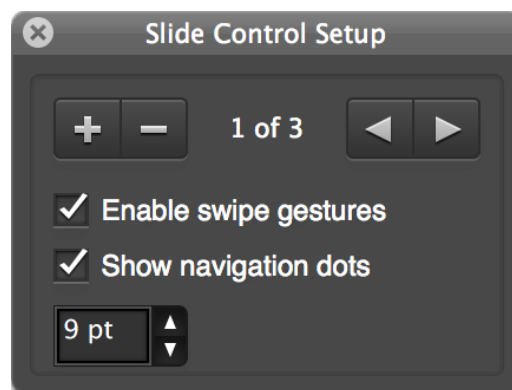 Slide Control Setup
1 of 3
Enable swipe gestures
Show navigation dots
9 pt